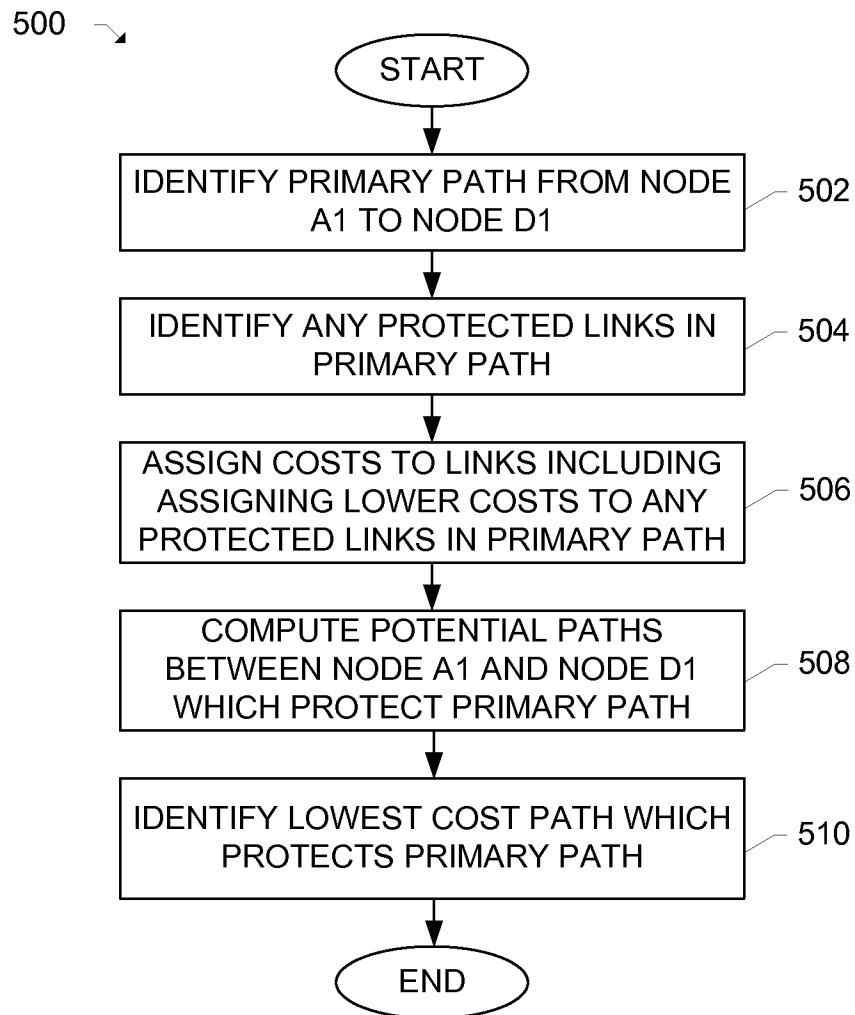 500
START
IDENTIFY PRIMARY PATH FROM NODE
A1 TO NODE D1
502
IDENTIFY ANY PROTECTED LINKS IN
PRIMARY PATH
504
ASSIGN COSTS TO LINKS INCLUDING
ASSIGNING LOWER COSTS TO ANY
PROTECTED LINKS IN PRIMARY PATH
506
COMPUTE POTENTIAL PATHS
BETWEEN NODE A1 AND NODE D1
WHICH PROTECT PRIMARY PATH
508
IDENTIFY LOWEST COST PATH WHICH
PROTECTS PRIMARY PATH
510
END